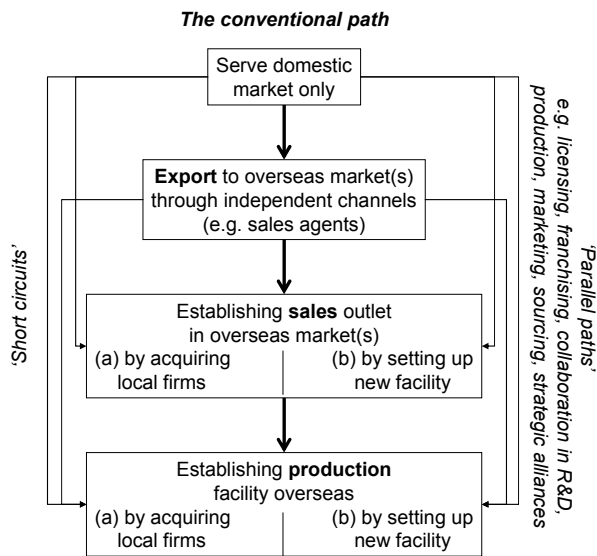 The conventional path
Serve domestic
market only
Export to overseas market(s)
through independent channels
(e.g. sales agents)
Establishing sales outlet
in overseas market(s)
(a) by acquiring
local firms
(b) by setting up
new facility
Establishing production
facility overseas
(a) by acquiring
local firms
(b) by setting up
new facility
‘Short circuits’
‘Parallel paths’
e.g. licensing, franchising, collaboration in R&D,
production, marketing, sourcing, strategic alliances